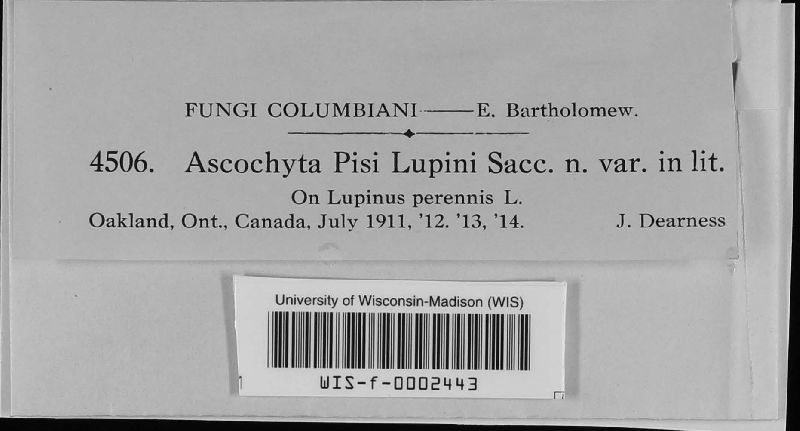 FUNGI COLUMBIANI——E. Bartholomew.
4506. Ascochyta Pisi Lupini Sacc. n. var. in lit.
On Lupinus perennis L.
Oakland, Ont., Canada, July 1911, '12. '13, '14. J. Dearness
University of Wisconsin-Madison (WIS)
WIS-f-0002443